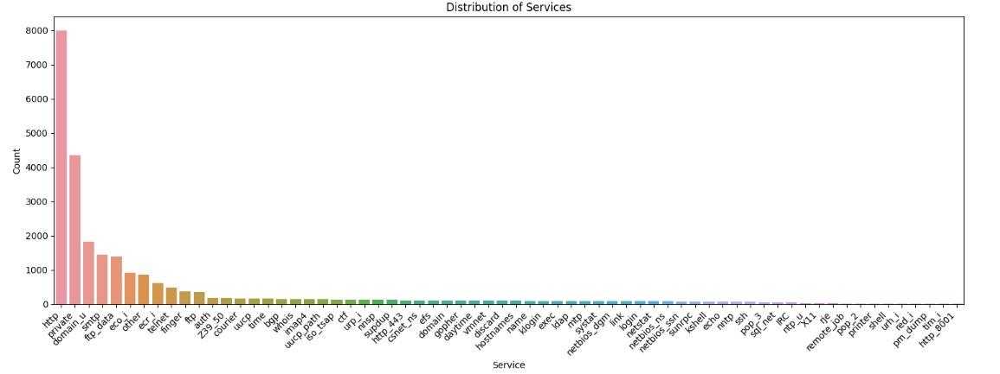 Distribution of Services
8000
7000
6000
5000
4000
3000
2000
1000
0
Count
http
private
domain_u
smtp
ftp_data
eco_i
other
ecr_i
telnet
finger
ftp
auth
Z39_50
courier
uucp
time
bgp
whois
imap4
uucp_path
iso_tsap
ctf
urp_i
nnsp
supdup
http_443
csnet_ns
efs
domain
gopher
daytime
vmnet
discard
hostnames
name
klogin
exec
ldap
mtp
systat
netbios_dgm
link
login
netstat
netbios_ns
netbios_ssn
sunrpc
kshell
echo
nntp
ssh
pop_3
sql_net
IRC
ntp_u
X11
rje
remote_job
pop_2
printer
shell
urh_i
red_i
pm_dump
tim_i
http_8001
Service